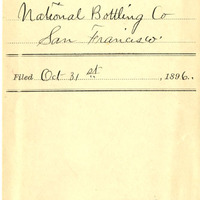 National Bottling Co
San Francisco.
Filed Oct 31st, 1896.